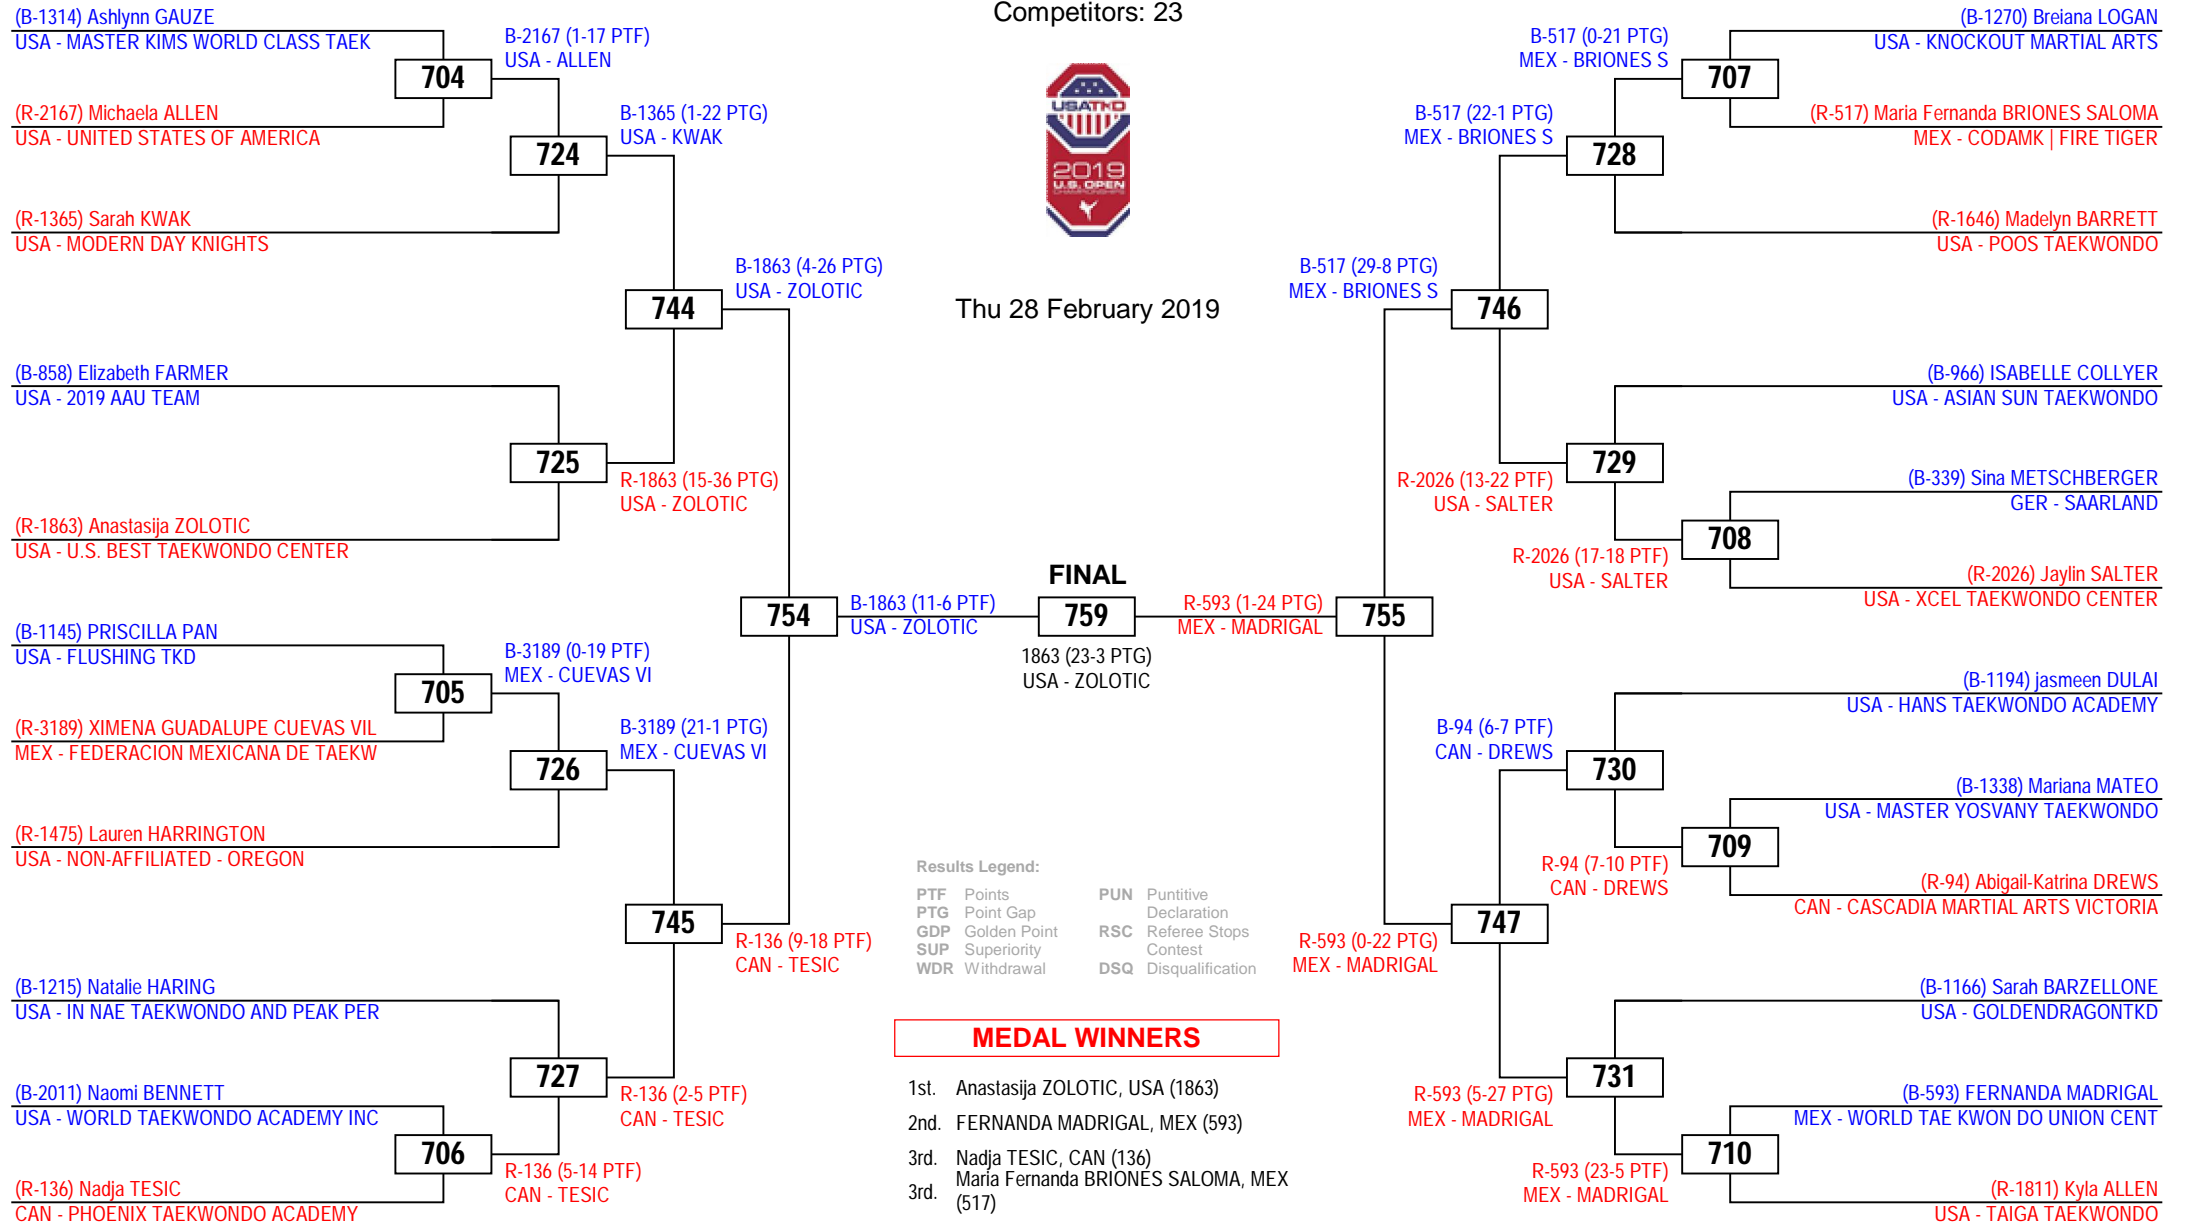 Competitors: 23
USATKD
2019
U.S. OPEN
CHAMPIONSHIPS
Thu 28 February 2019
(B-1314) Ashlynn GAUZE
USA - MASTER KIMS WORLD CLASS TAEK
704
(R-2167) Michaela ALLEN
USA - UNITED STATES OF AMERICA
B-2167 (1-17 PTF)
USA - ALLEN
724
(R-1365) Sarah KWAK
USA - MODERN DAY KNIGHTS
B-1365 (1-22 PTG)
USA - KWAK
744
B-1863 (4-26 PTG)
USA - ZOLOTIC
(B-858) Elizabeth FARMER
USA - 2019 AAU TEAM
725
R-1863 (15-36 PTG)
USA - ZOLOTIC
(R-1863) Anastasija ZOLOTIC
USA - U.S. BEST TAEKWONDO CENTER
754
B-1863 (11-6 PTF)
USA - ZOLOTIC
(B-1145) PRISCILLA PAN
USA - FLUSHING TKD
705
(R-3189) XIMENA GUADALUPE CUEVAS VIL
MEX - FEDERACION MEXICANA DE TAEKW
B-3189 (0-19 PTF)
MEX - CUEVAS VI
726
B-3189 (21-1 PTG)
MEX - CUEVAS VI
(R-1475) Lauren HARRINGTON
USA - NON-AFFILIATED - OREGON
745
R-136 (9-18 PTF)
CAN - TESIC
(B-1215) Natalie HARING
USA - IN NAE TAEKWONDO AND PEAK PER
727
R-136 (2-5 PTF)
CAN - TESIC
(B-2011) Naomi BENNETT
USA - WORLD TAEKWONDO ACADEMY INC
706
R-136 (5-14 PTF)
CAN - TESIC
(R-136) Nadja TESIC
CAN - PHOENIX TAEKWONDO ACADEMY
FINAL
759
1863 (23-3 PTG)
USA - ZOLOTIC
(B-1270) Breiana LOGAN
USA - KNOCKOUT MARTIAL ARTS
707
B-517 (0-21 PTG)
MEX - BRIONES S
(R-517) Maria Fernanda BRIONES SALOMA
MEX - CODAMK | FIRE TIGER
728
B-517 (22-1 PTG)
MEX - BRIONES S
(R-1646) Madelyn BARRETT
USA - POOS TAEKWONDO
746
B-517 (29-8 PTG)
MEX - BRIONES S
(B-966) ISABELLE COLLYER
USA - ASIAN SUN TAEKWONDO
729
R-2026 (13-22 PTF)
USA - SALTER
(B-339) Sina METSCHBERGER
GER - SAARLAND
708
R-2026 (17-18 PTF)
USA - SALTER
(R-2026) Jaylin SALTER
USA - XCEL TAEKWONDO CENTER
755
R-593 (1-24 PTG)
MEX - MADRIGAL
(B-1194) jasmeen DULAI
USA - HANS TAEKWONDO ACADEMY
730
B-94 (6-7 PTF)
CAN - DREWS
(B-1338) Mariana MATEO
USA - MASTER YOSVANY TAEKWONDO
709
R-94 (7-10 PTF)
CAN - DREWS
(R-94) Abigail-Katrina DREWS
CAN - CASCADIA MARTIAL ARTS VICTORIA
747
R-593 (0-22 PTG)
MEX - MADRIGAL
(B-1166) Sarah BARZELLONE
USA - GOLDENDRAGONTKD
731
R-593 (5-27 PTG)
MEX - MADRIGAL
(B-593) FERNANDA MADRIGAL
MEX - WORLD TAE KWON DO UNION CENT
710
R-593 (23-5 PTF)
MEX - MADRIGAL
(R-1811) Kyla ALLEN
USA - TAIGA TAEKWONDO
Results Legend:
PTF Points
PTG Point Gap
GDP Golden Point
SUP Superiority
WDR Withdrawal
PUN Puntitive
Declaration
RSC Referee Stops
Contest
DSQ Disqualification
MEDAL WINNERS
1st. Anastasija ZOLOTIC, USA (1863)
2nd. FERNANDA MADRIGAL, MEX (593)
3rd. Nadja TESIC, CAN (136)
3rd. Maria Fernanda BRIONES SALOMA, MEX
(517)